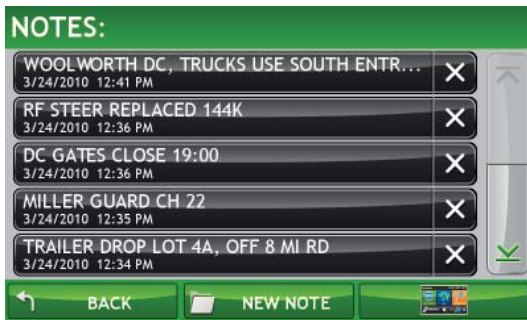 NOTES:
WOOLWORTH DC, TRUCKS USE SOUTH ENTR...
3/24/2010 12:41 PM
RF STEER REPLACED 144K
3/24/2010 12:36 PM
DC GATES CLOSE 19:00
3/24/2010 12:36 PM
MILLER GUARD CH 22
3/24/2010 12:35 PM
TRAILER DROP LOT 4A, OFF 8 MI RD
3/24/2010 12:34 PM
BACK
NEW NOTE